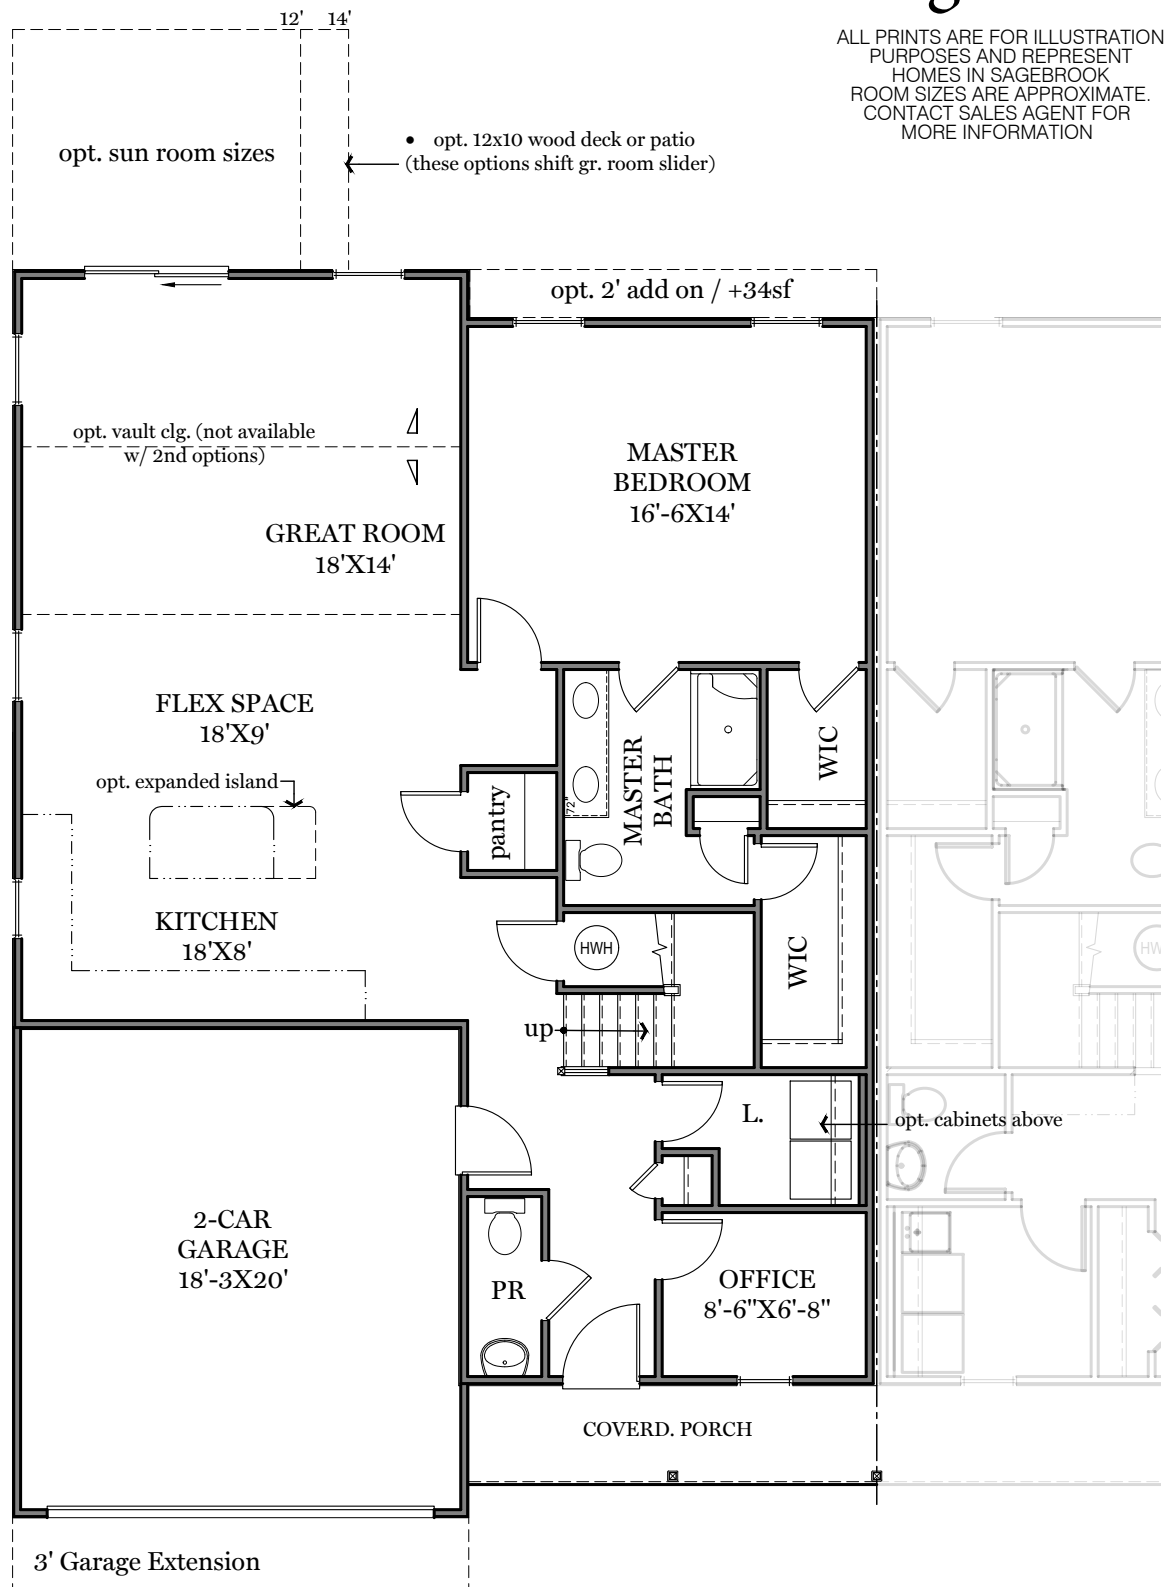 12' 14'
ALL PRINTS ARE FOR ILLUSTRATION
PURPOSES AND REPRESENT
HOMES IN SAGEBROOK
ROOM SIZES ARE APPROXIMATE.
CONTACT SALES AGENT FOR
MORE INFORMATION
opt. sun room sizes
• opt. 12x10 wood deck or patio
(these options shift gr. room slider)
opt. 2' add on / +34sf
opt. vault clg. (not available
w/ 2nd options)
MASTER
BEDROOM
16'-6X14'
GREAT ROOM
18'X14'
FLEX SPACE
18'X9'
opt. expanded island
pantry
72"
MASTER
BATH
WIC
KITCHEN
18'X8'
HWH
WIC
up
L.
opt. cabinets above
2-CAR
GARAGE
18'-3X20'
PR
OFFICE
8'-6"X6'-8"
COVERD. PORCH
3' Garage Extension